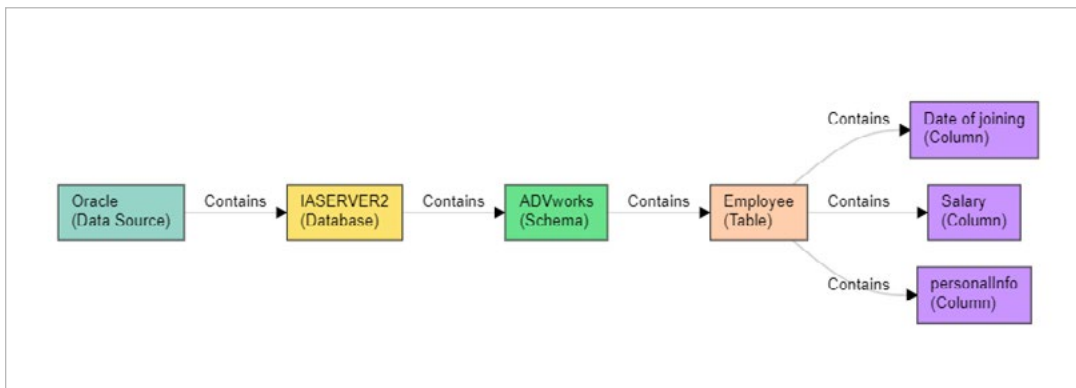 Oracle
(Data Source)
Contains
IASERVER2
(Database)
Contains
ADVworks
(Schema)
Contains
Employee
(Table)
Contains
Date of joining
(Column)
Contains
Salary
(Column)
Contains
personalInfo
(Column)